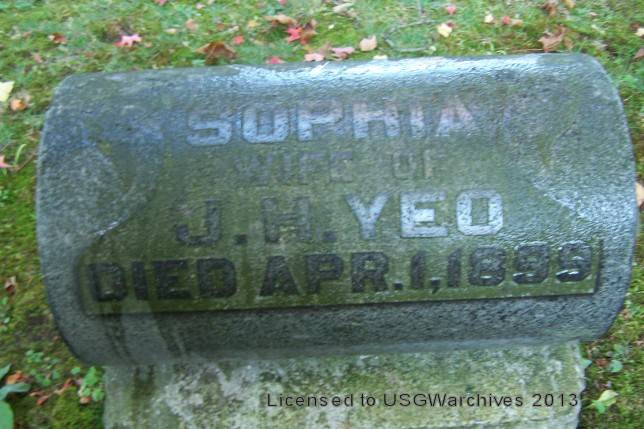 SOPHIA
WIFE OF
J. H. YEO
DIED APR. 1, 1899
Licensed to USGWarchives 2013